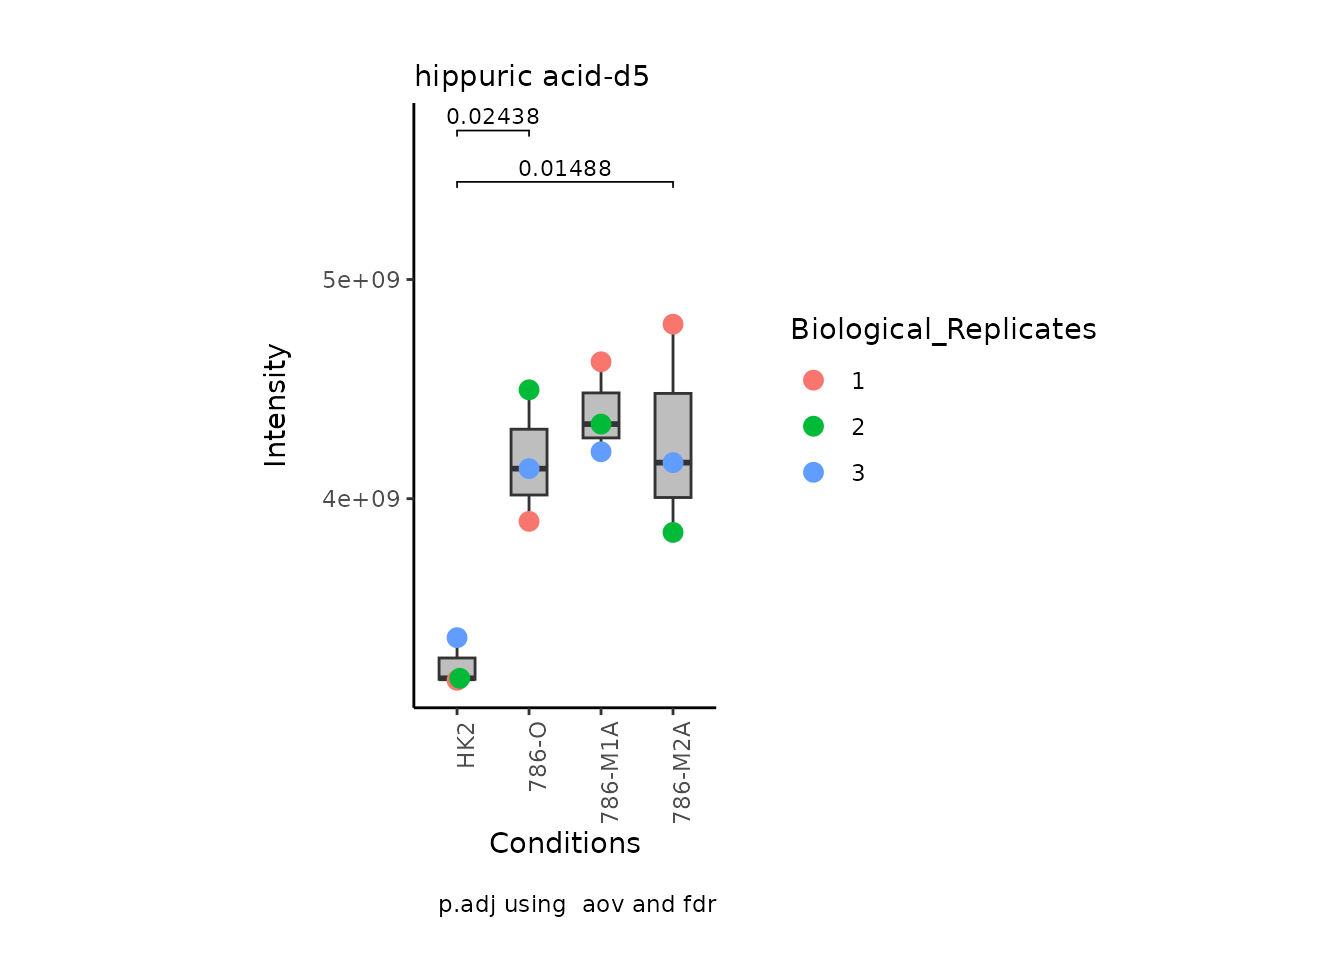 hippuric acid-d5
0.02438
0.01488
5e+09
4e+09
Intensity
HK2
786-O
786-M1A
786-M2A
Conditions
p.adj using  aov and fdr
Biological_Replicates
1
2
3